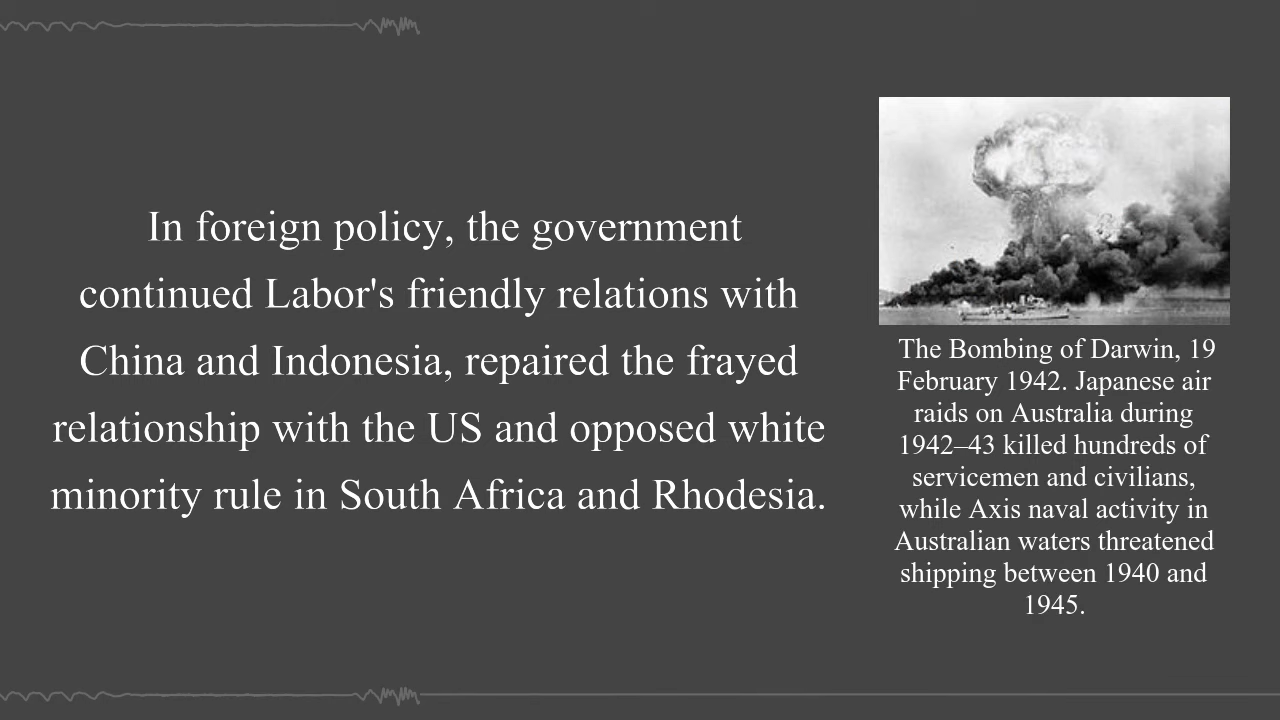 In foreign policy, the government
continued Labor's friendly relations with
China and Indonesia, repaired the frayed
relationship with the US and opposed white
minority rule in South Africa and Rhodesia.
The Bombing of Darwin, 19
February 1942. Japanese air
raids on Australia during
1942–43 killed hundreds of
servicemen and civilians,
while Axis naval activity in
Australian waters threatened
shipping between 1940 and
1945.